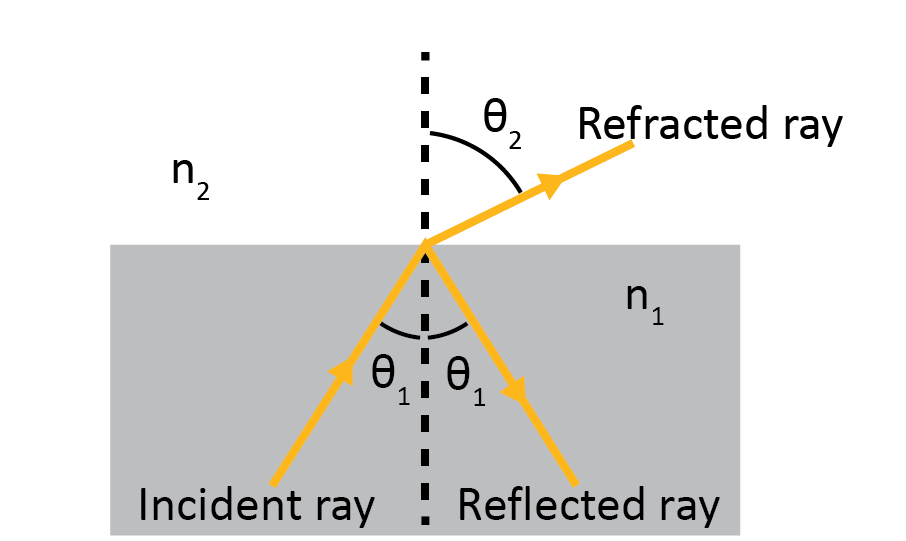 θ₂
Refracted ray
n₂
n₁
θ₁
θ₁
Incident ray
Reflected ray